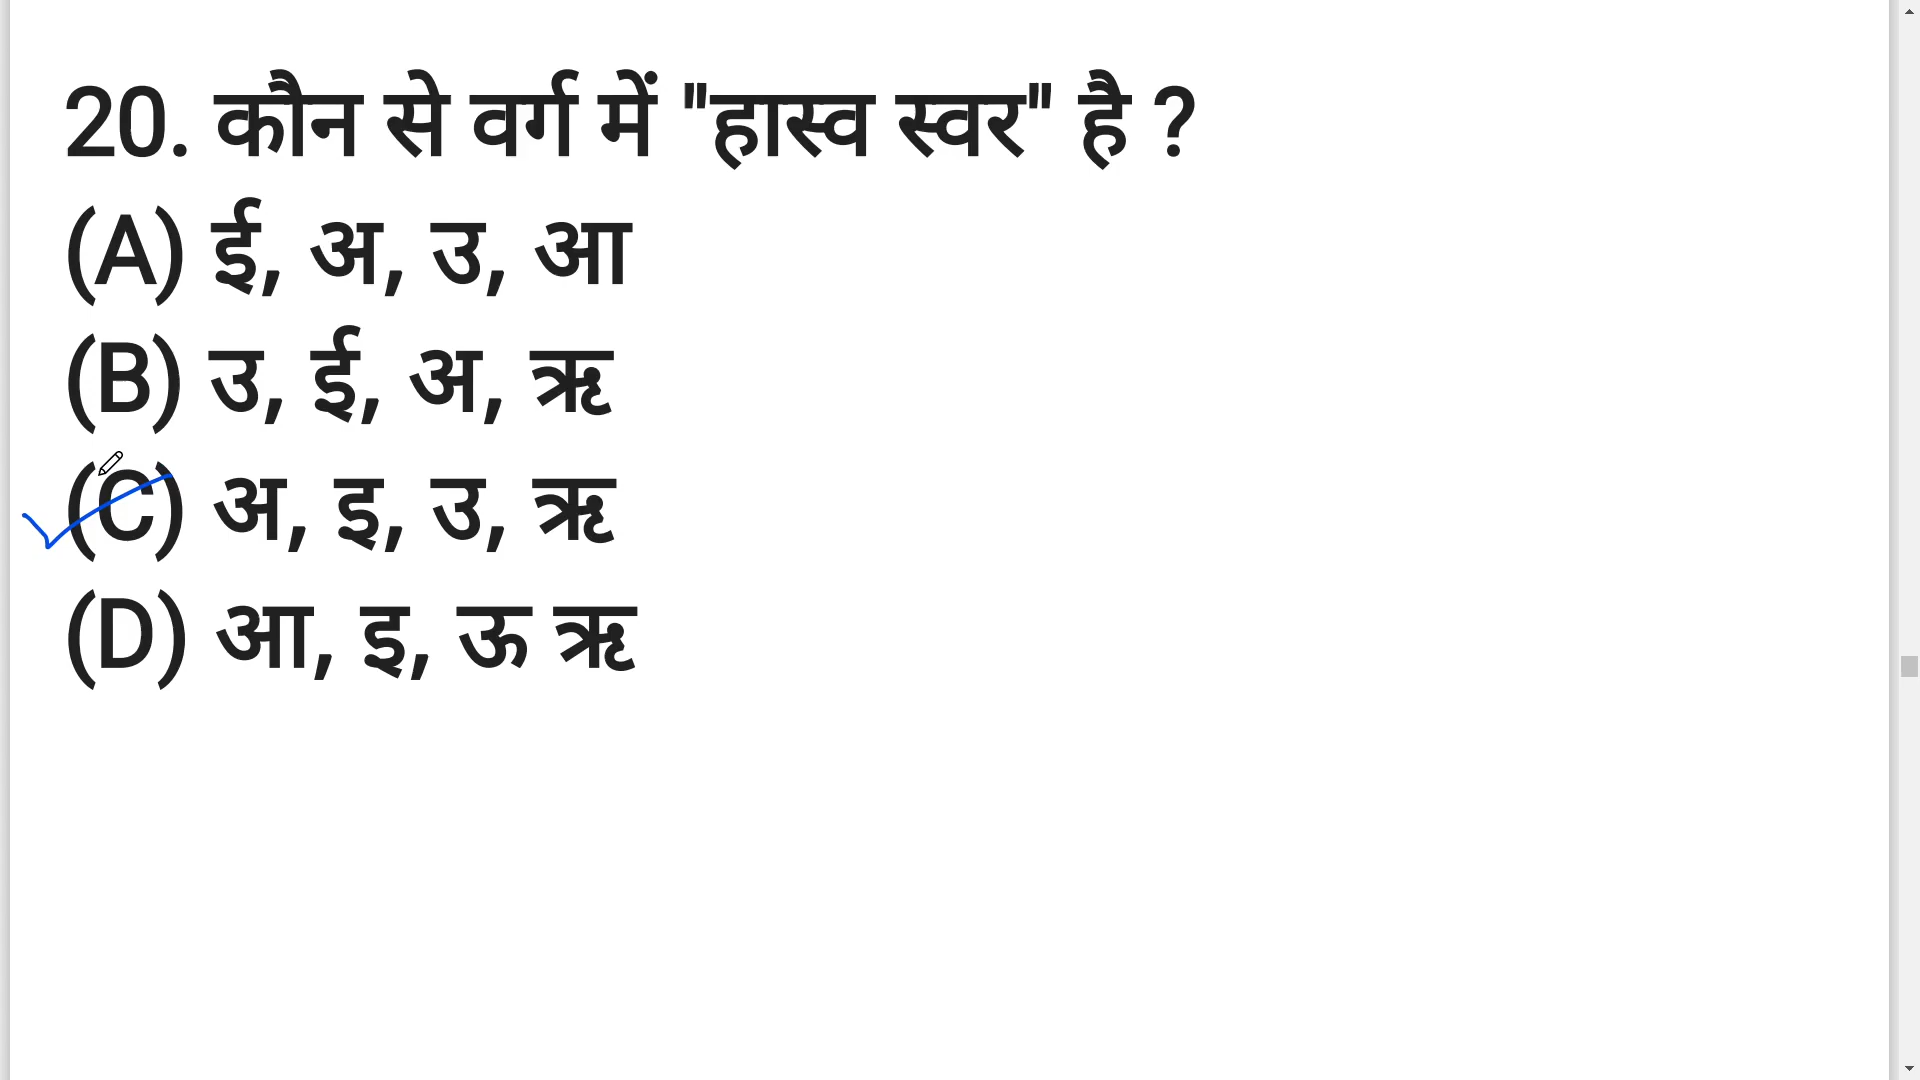 20. कौन से वर्ग में "हास्व स्वर" है ?
(A) ई, अ, उ, आ
(B) उ, ई, अ, ऋ
(C) अ, इ, उ, ऋ
(D) आ, इ, ऊ ऋ